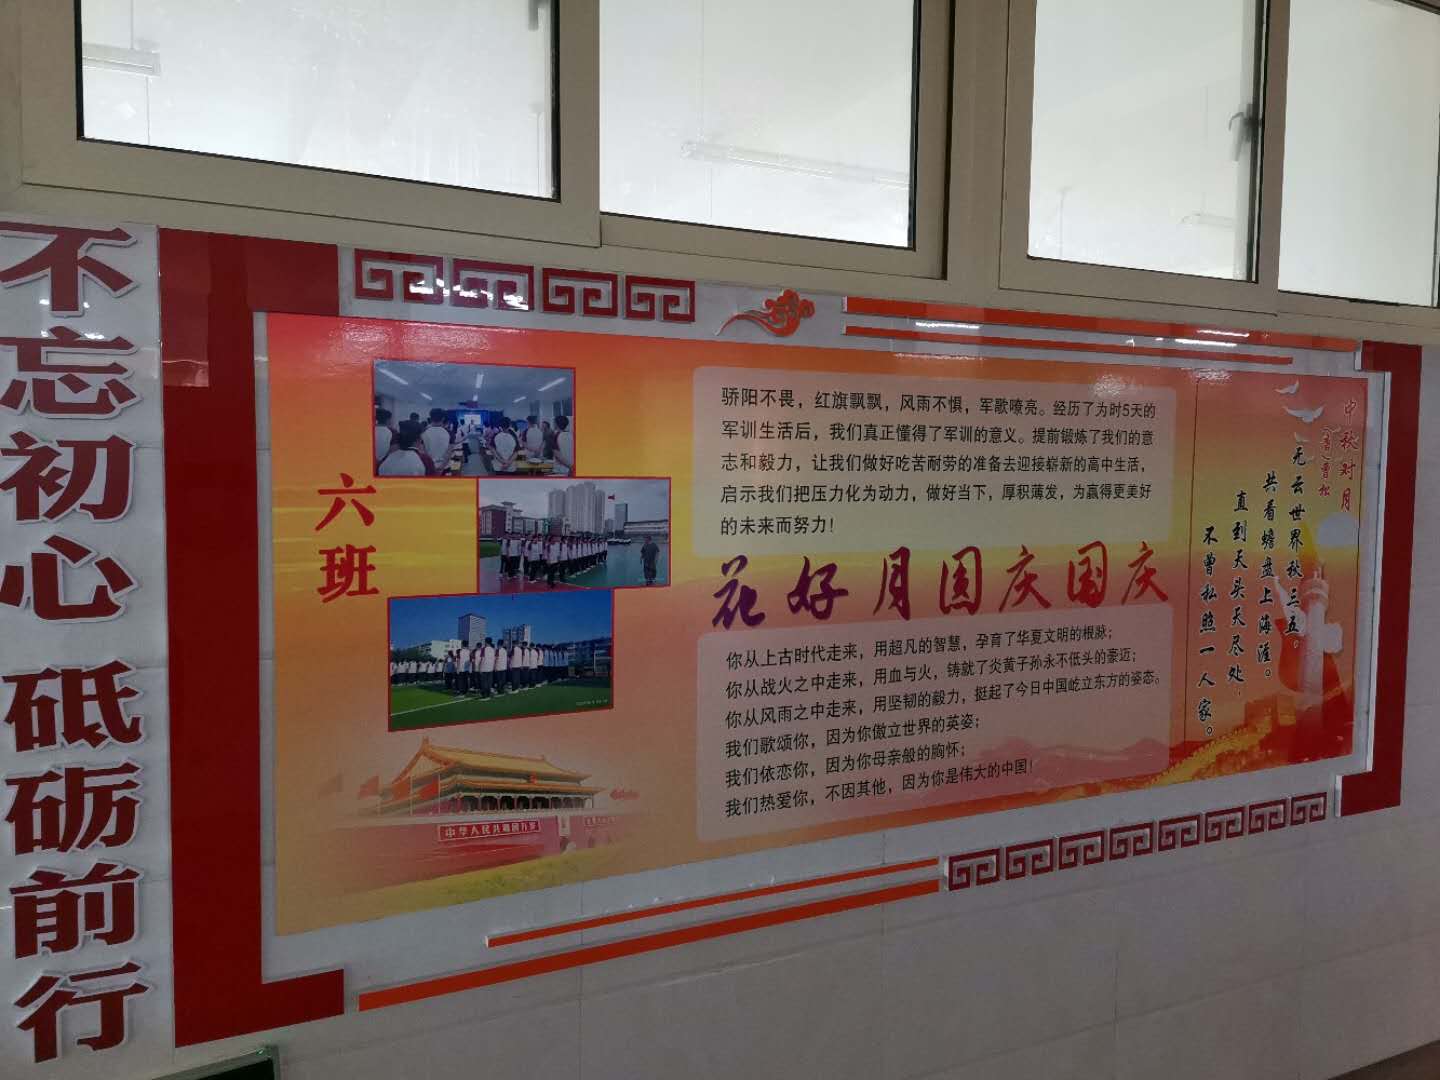 不忘初心 砥砺前行
六班
骄阳不畏，红旗飘飘，风雨不惧，军歌嘹亮。经历了为时5天的
军训生活后，我们真正懂得了军训的意义。提前锻炼了我们的意
志和毅力，让我们做好吃苦耐劳的准备去迎接崭新的高中生活，
启示我们把压力化为动力，做好当下，厚积薄发，为赢得更美好
的未来而努力！
花好月圆庆国庆
你从上古时代走来，用超凡的智慧，孕育了华夏文明的根脉；
你从战火之中走来，用血与火，铸就了炎黄子孙永不低头的豪迈；
你从风雨之中走来，用坚韧的毅力，挺起了今日中国屹立东方的姿态。
我们歌颂你，因为你傲立世界的英姿；
我们依恋你，因为你母亲般的胸怀；
我们热爱你，不因其他，因为你是伟大的中国！
中秋对月
曹松
无云世界秋三五。
共看蟾盘上海涯。
直到天头天尽处，
不曾私照一人家。
中华人民共和国万岁